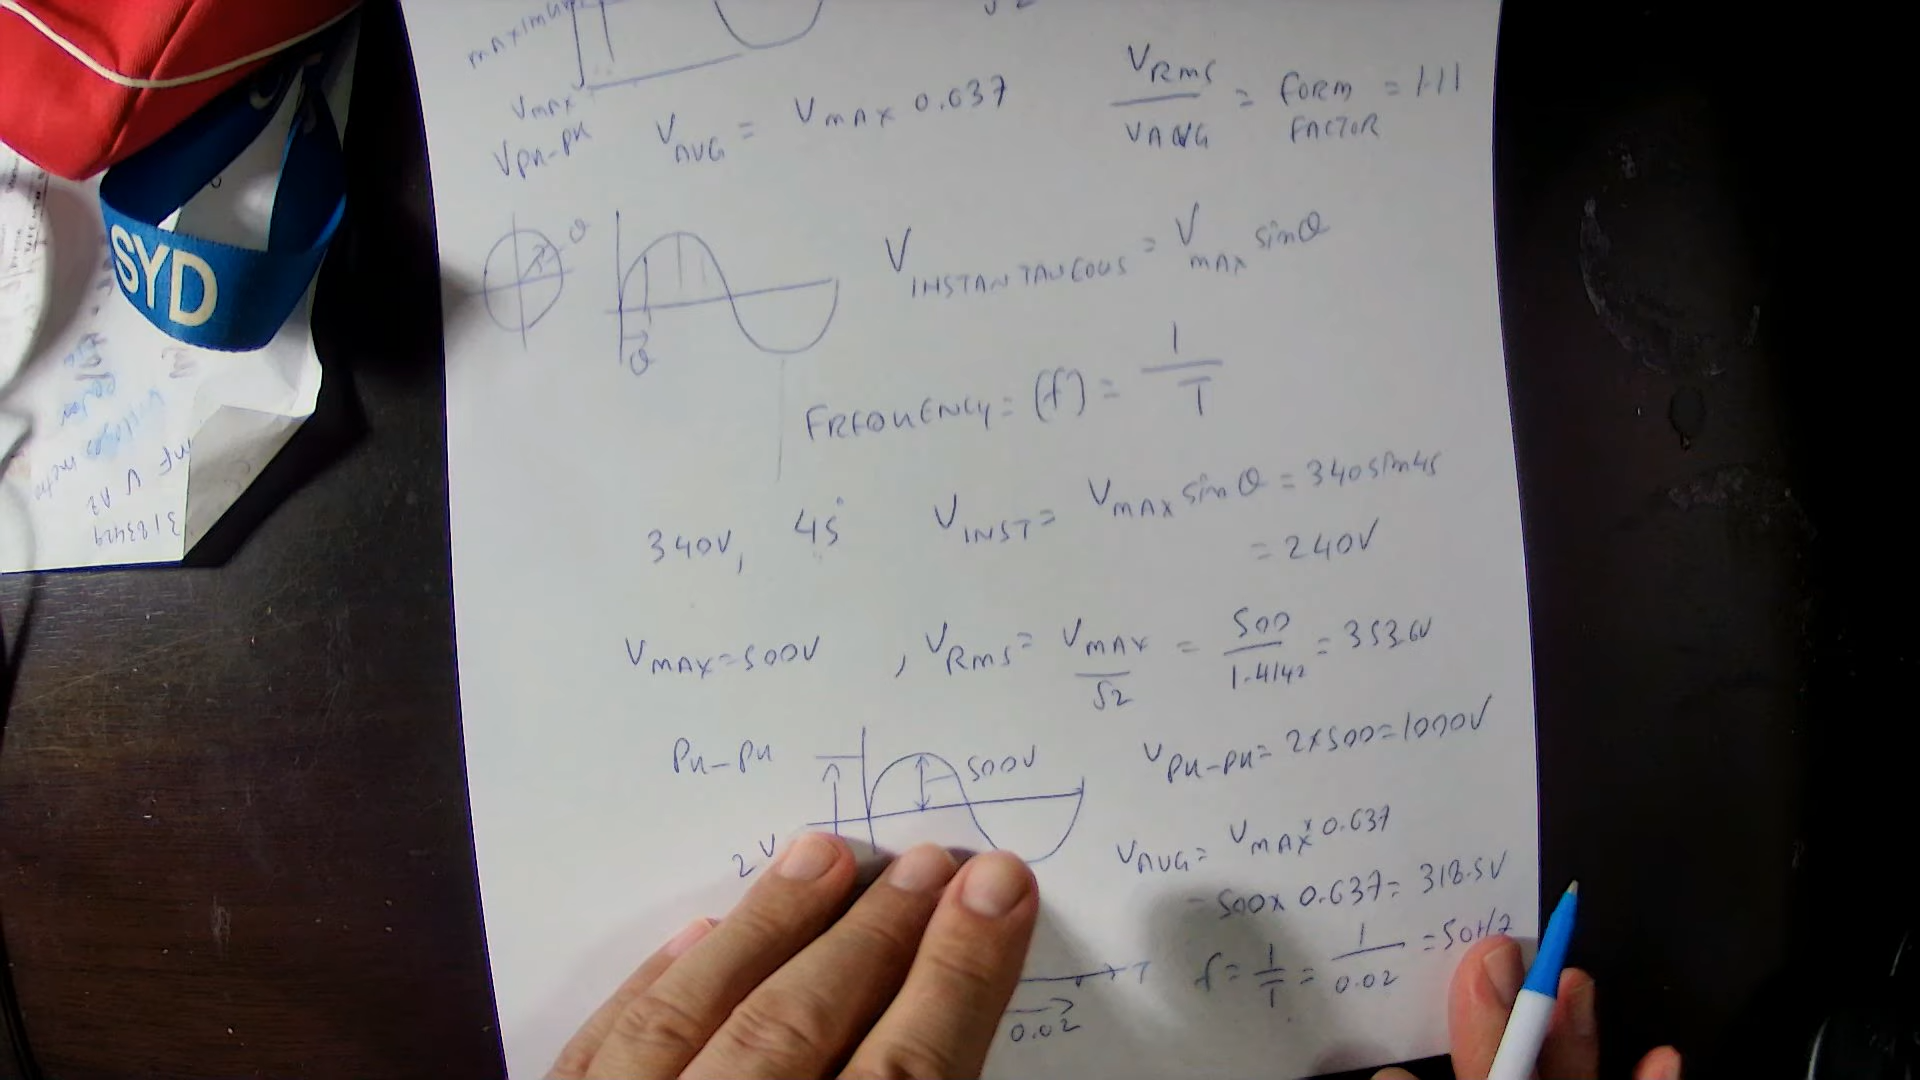 maximum
√2
Vmax
VPK-PK
VAVG = Vmax 0.637
VRMS / VAVG = FORM FACTOR = 1.11
SYD
θ
θ
VINSTANTANEOUS = VMAX sinθ
FREQUENCY = (f) = 1/T
340V, 45° VINST = VMAX sin θ = 340 sin 45
= 240V
VMAX = 500V , VRMS = VMAX/√2 = 500/1.4142 = 353.6V
PK-PK
500V
VPK-PK = 2x500 = 1000V
2V
VAVG = VMAX x 0.637
= 500 x 0.637 = 318.5V
f = 1/T = 1/0.02 = 50HZ
T
0.02
3183429